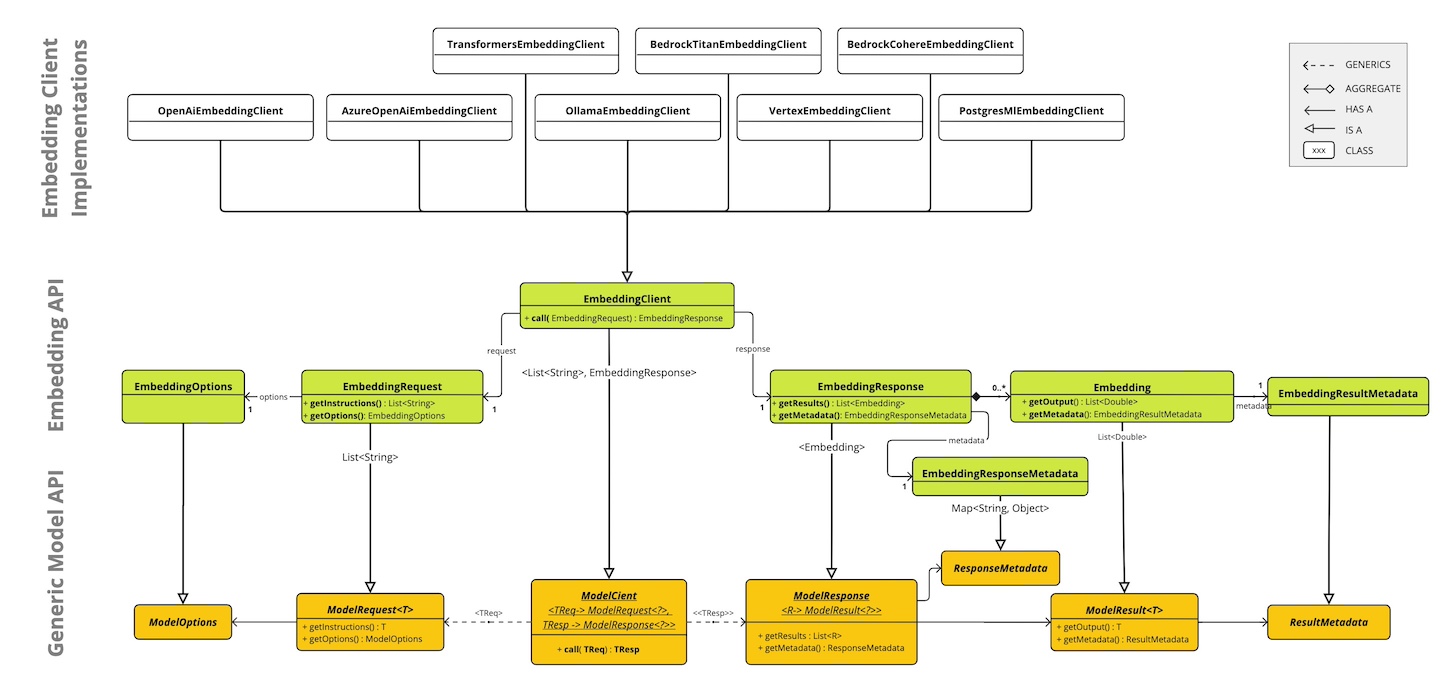 Embedding Client
Implementations
TransformersEmbeddingClient
BedrockTitanEmbeddingClient
BedrockCohereEmbeddingClient
OpenAiEmbeddingClient
AzureOpenAiEmbeddingClient
OllamaEmbeddingClient
VertexEmbeddingClient
PostgresMlEmbeddingClient
GENERICS
AGGREGATE
HAS A
IS A
xxx
CLASS
Embedding API
EmbeddingClient
+ call( EmbeddingRequest) : EmbeddingResponse
request
response
<List<String>, EmbeddingResponse>
EmbeddingOptions
options
1
EmbeddingRequest
+ getInstructions() : List<String>
+ getOptions(): EmbeddingOptions
1
List<String>
1
EmbeddingResponse
+ getResults() : List<Embedding>
+ getMetadata(): EmbeddingResponseMetadata
<Embedding>
0..*
Embedding
+ getOutput() : List<Double>
+ getMetadata(): EmbeddingResultMetadata
List<Double>
1
metadata
EmbeddingResultMetadata
metadata
1
EmbeddingResponseMetadata
Map<String, Object>
Generic Model API
ModelOptions
ModelRequest<T>
+ getInstructions() : T
+ getOptions() : ModelOptions
<TReq>
ModelCient
<TReq-> ModelRequest<?>,
TResp -> ModelResponse<?>>
+ call( TReq) : TResp
<<TResp>>
ModelResponse
<R-> ModelResult<?>>
+ getResults : List<R>
+ getMetadata() : ResponseMetadata
ResponseMetadata
ModelResult<T>
+ getOutput() : T
+ getMetadata() : ResultMetadata
ResultMetadata